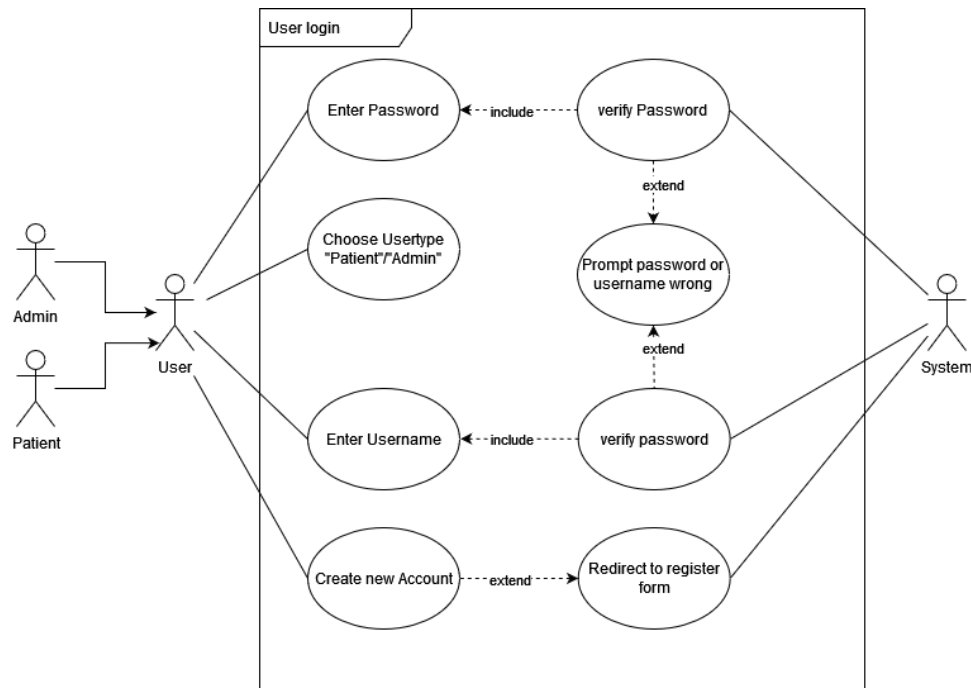 User login
Enter Password
include
verify Password
extend
Choose Usertype
"Patient"/"Admin"
Prompt password or
username wrong
Admin
User
System
extend
Patient
Enter Username
include
verify password
Create new Account
extend
Redirect to register
form